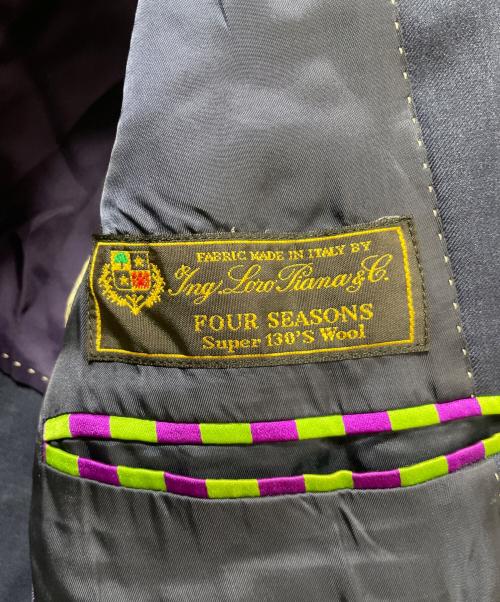 FABRIC MADE IN ITALY BY
Ing. Loro Piana & C.
FOUR SEASONS
Super 130'S Wool